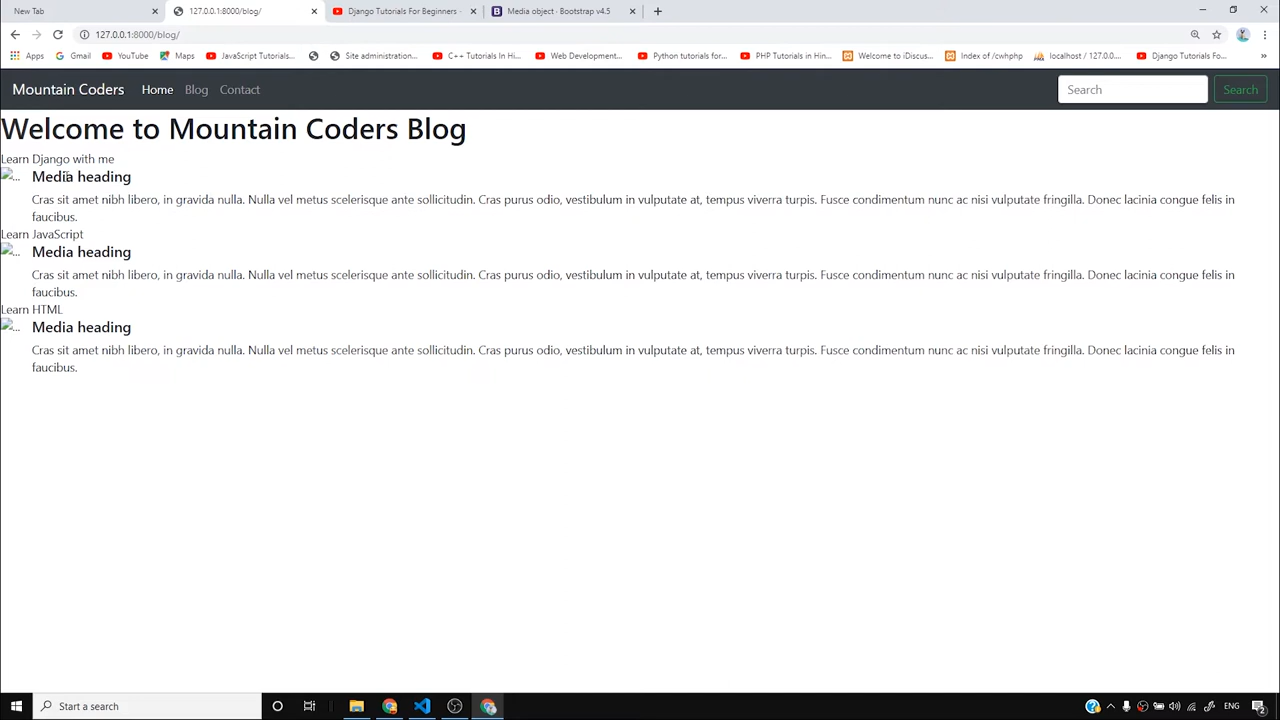 New Tab
127.0.0.1:8000/blog/
Django Tutorials For Beginners -
Media object · Bootstrap v4.5
127.0.0.1:8000/blog/
Apps
Gmail
YouTube
Maps
JavaScript Tutorials...
Site administration...
C++ Tutorials In Hi...
Web Development...
Python tutorials for...
PHP Tutorials in Hin...
Welcome to iDiscus...
Index of /cwhphp
localhost / 127.0.0....
Django Tutorials Fo...
»
Mountain Coders
Home
Blog
Contact
Search
Search
Welcome to Mountain Coders Blog
Learn Django with me
... Media heading
Cras sit amet nibh libero, in gravida nulla. Nulla vel metus scelerisque ante sollicitudin. Cras purus odio, vestibulum in vulputate at, tempus viverra turpis. Fusce condimentum nunc ac nisi vulputate fringilla. Donec lacinia congue felis in
faucibus.
Learn JavaScript
... Media heading
Cras sit amet nibh libero, in gravida nulla. Nulla vel metus scelerisque ante sollicitudin. Cras purus odio, vestibulum in vulputate at, tempus viverra turpis. Fusce condimentum nunc ac nisi vulputate fringilla. Donec lacinia congue felis in
faucibus.
Learn HTML
... Media heading
Cras sit amet nibh libero, in gravida nulla. Nulla vel metus scelerisque ante sollicitudin. Cras purus odio, vestibulum in vulputate at, tempus viverra turpis. Fusce condimentum nunc ac nisi vulputate fringilla. Donec lacinia congue felis in
faucibus.
Start a search
ENG
2